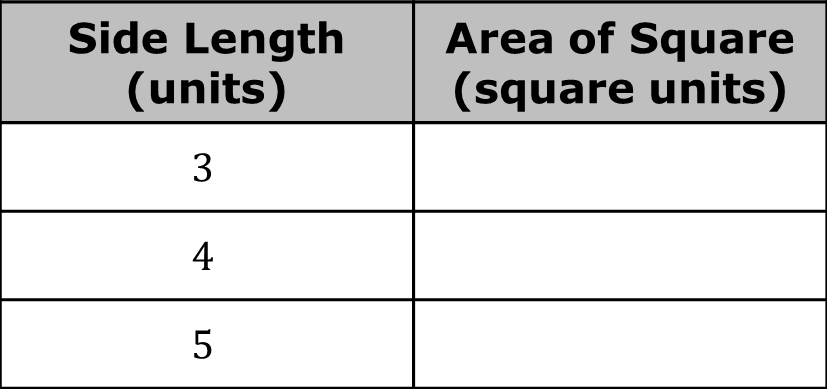 Side Length
(units)
Area of Square
(square units)
3
4
5